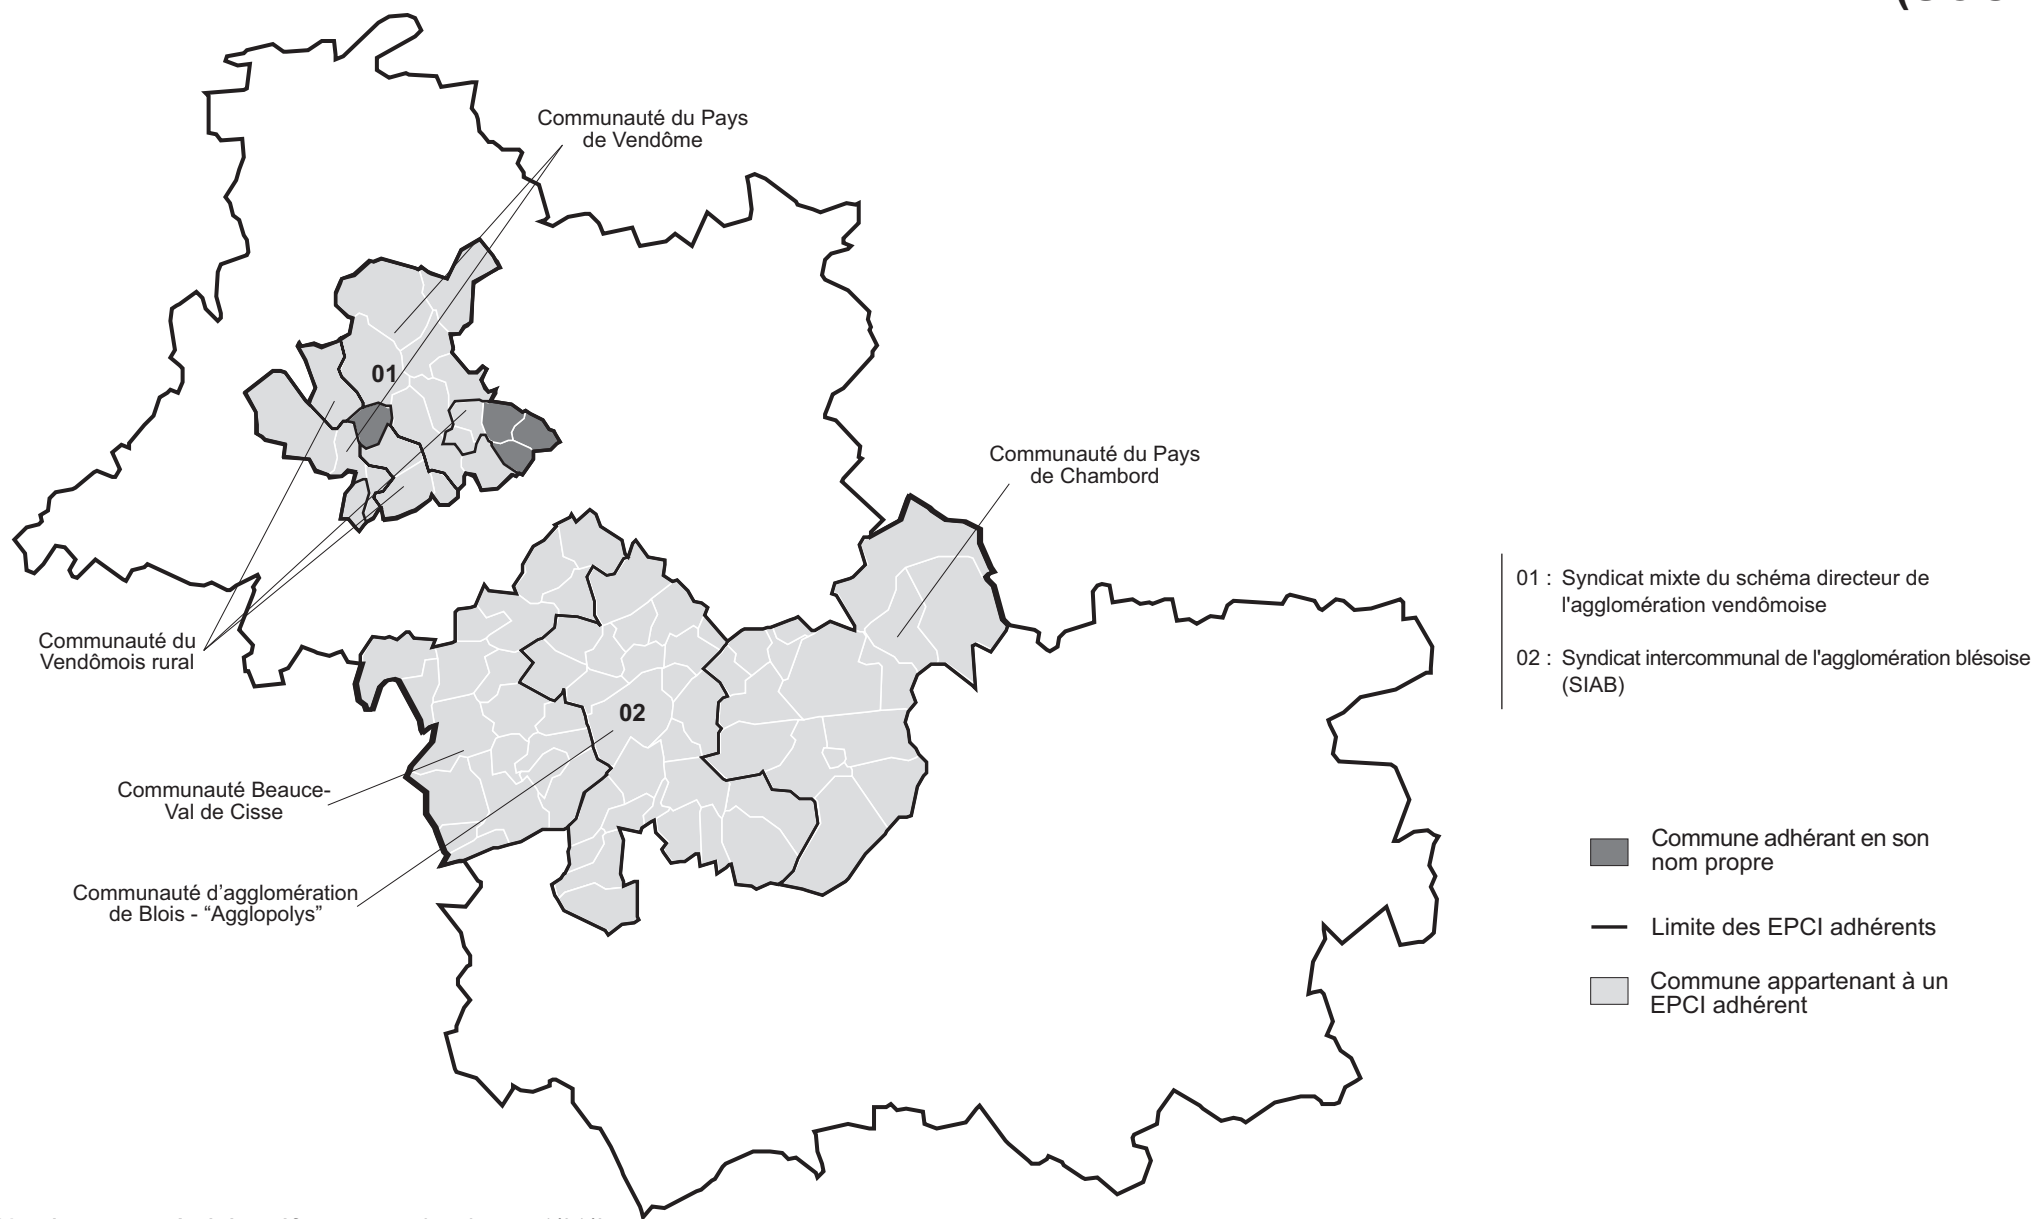 Communauté du Pays
de Vendôme
01
Communauté du Pays
de Chambord
01 : Syndicat mixte du schéma directeur de
l'agglomération vendômoise
02 : Syndicat intercommunal de l'agglomération blésoise
(SIAB)
Communauté du
Vendômois rural
02
Communauté Beauce-
Val de Cisse
Communauté d’agglomération
de Blois - “Agglopolys”
Commune adhérant en son
nom propre
Limite des EPCI adhérents
Commune appartenant à un
EPCI adhérent